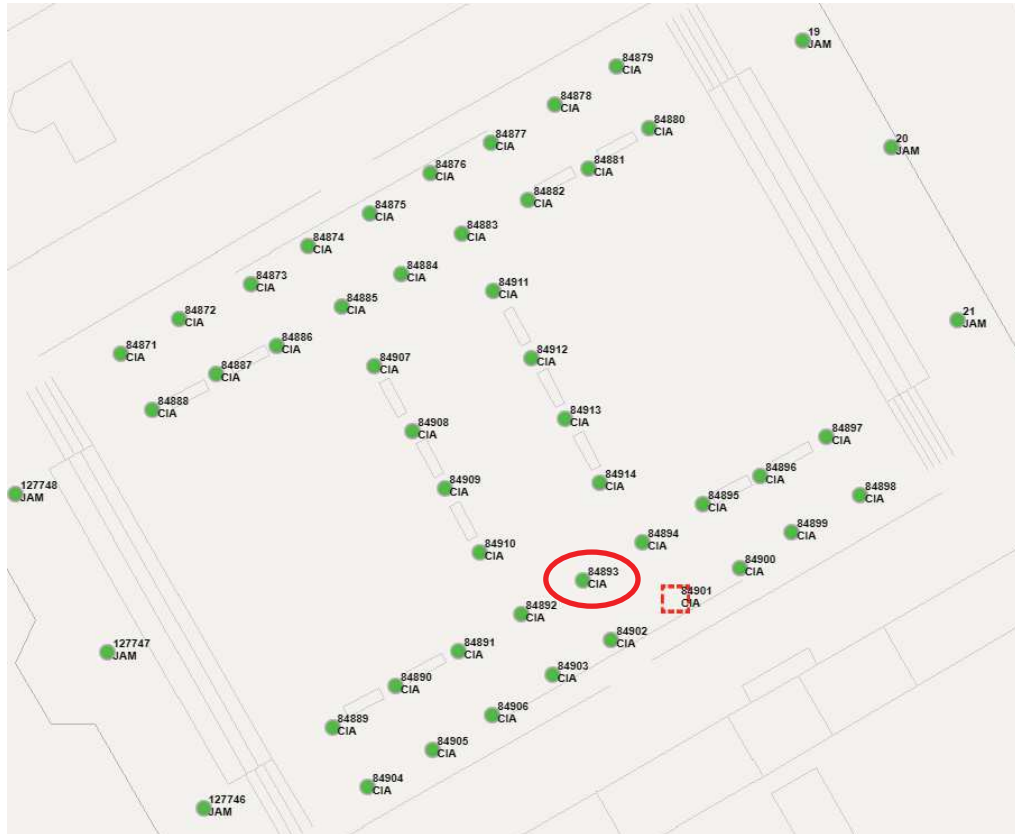 19
JAM
84879
CIA
84878
CIA
84880
CIA
84877
CIA
20
JAM
84876
CIA
84881
CIA
84882
CIA
84875
CIA
84883
CIA
84874
CIA
84884
CIA
84873
CIA
84911
CIA
84885
CIA
84872
CIA
21
JAM
84886
CIA
84871
CIA
84912
CIA
84907
CIA
84887
CIA
84888
CIA
84913
CIA
84908
CIA
84897
CIA
84896
CIA
84914
CIA
84909
CIA
127748
JAM
84898
CIA
84895
CIA
84899
CIA
84894
CIA
84910
CIA
84900
CIA
84893
CIA
84901
CIA
84892
CIA
84902
CIA
127747
JAM
84891
CIA
84903
CIA
84890
CIA
84906
CIA
84889
CIA
84905
CIA
84904
CIA
127746
JAM